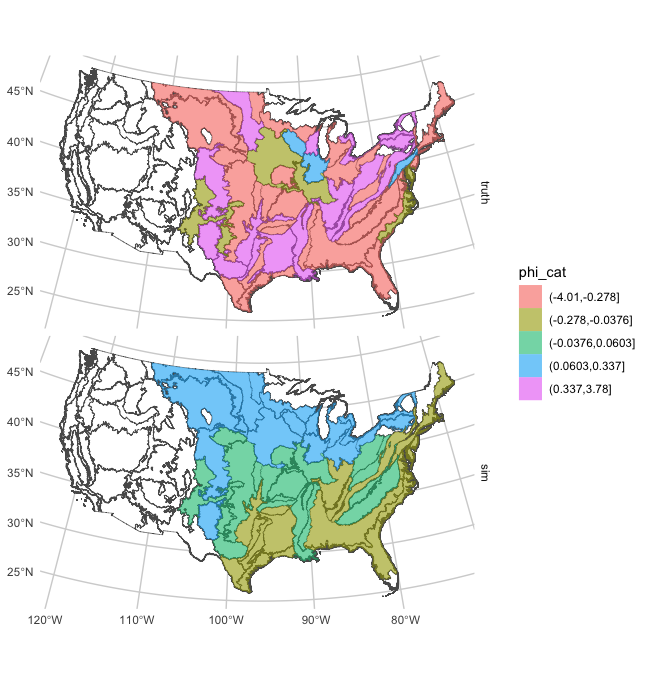 45°N
40°N
35°N
30°N
25°N
truth
45°N
40°N
35°N
30°N
25°N
sim
120°W 110°W 100°W 90°W 80°W
phi_cat
(-4.01,-0.278]
(-0.278,-0.0376]
(-0.0376,0.0603]
(0.0603,0.337]
(0.337,3.78]